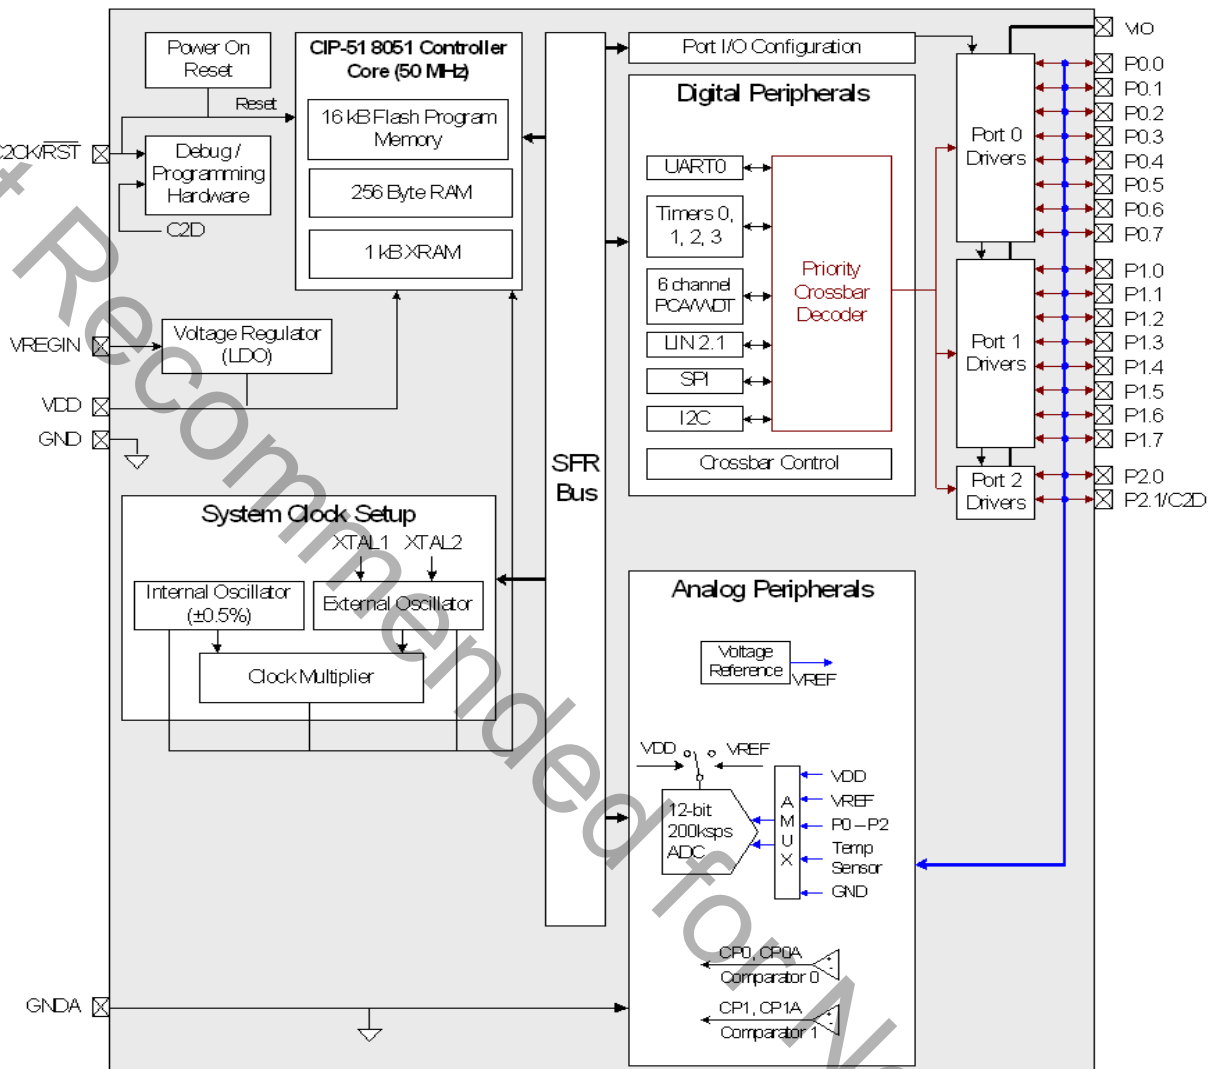 Power On
Reset
Reset
C2CK/RST
Debug /
Programming
Hardware
C2D
CIP-51 8051 Controller
Core (50 MHz)
16 kB Flash Program
Memory
256 Byte RAM
1 kB XRAM
VREGIN
Voltage Regulator
(LDO)
VDD
GND
System Clock Setup
XTAL1 XTAL2
Internal Oscillator
(±0.5%)
External Oscillator
Clock Multiplier
GNDA
SFR
Bus
Port I/O Configuration
Digital Peripherals
UART0
Timers 0,
1, 2, 3
6 channel
PCA/WDT
LIN 2.1
SPI
I2C
Priority
Crossbar
Decoder
Crossbar Control
Port 0
Drivers
Port 1
Drivers
Port 2
Drivers
VIO
P0.0
P0.1
P0.2
P0.3
P0.4
P0.5
P0.6
P0.7
P1.0
P1.1
P1.2
P1.3
P1.4
P1.5
P1.6
P1.7
P2.0
P2.1/C2D
Analog Peripherals
Voltage
Reference
VREF
VDD
VREF
12-bit
200ksps
ADC
A
M
U
X
VDD
VREF
P0 – P2
Temp
Sensor
GND
CP0, CP0A
+
-
Comparator 0
CP1, CP1A
+
-
Comparator 1
Recommended for